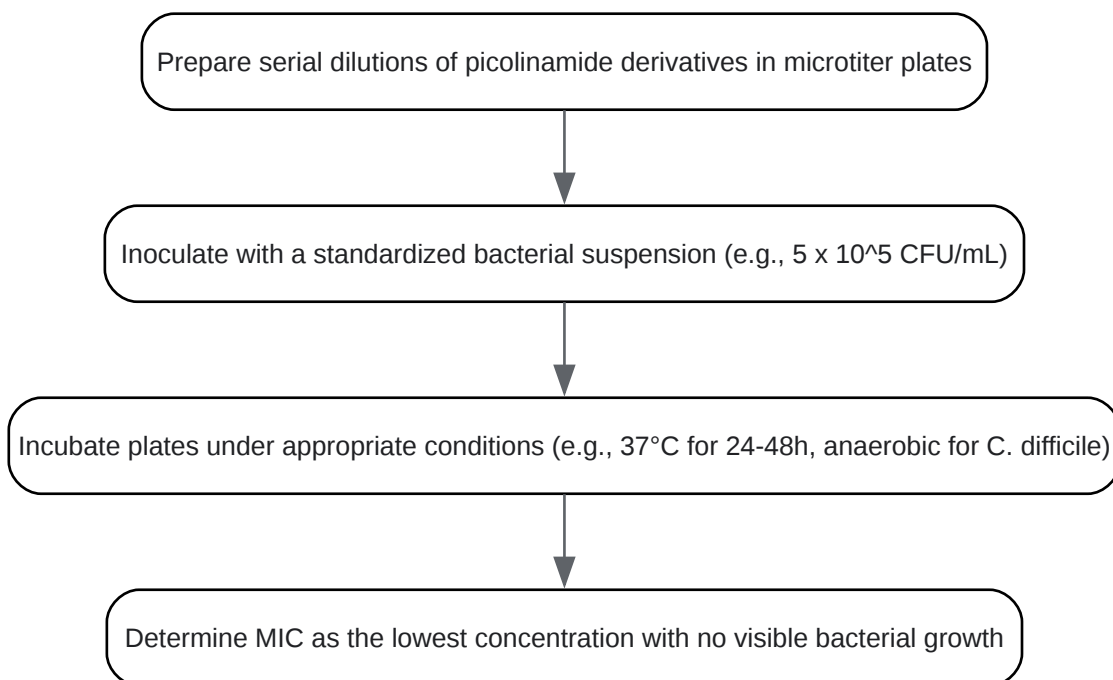 Prepare serial dilutions of picolinamide derivatives in microtiter plates
Inoculate with a standardized bacterial suspension (e.g., 5 x 10^5 CFU/mL)
Incubate plates under appropriate conditions (e.g., 37°C for 24-48h, anaerobic for C. difficile)
Determine MIC as the lowest concentration with no visible bacterial growth